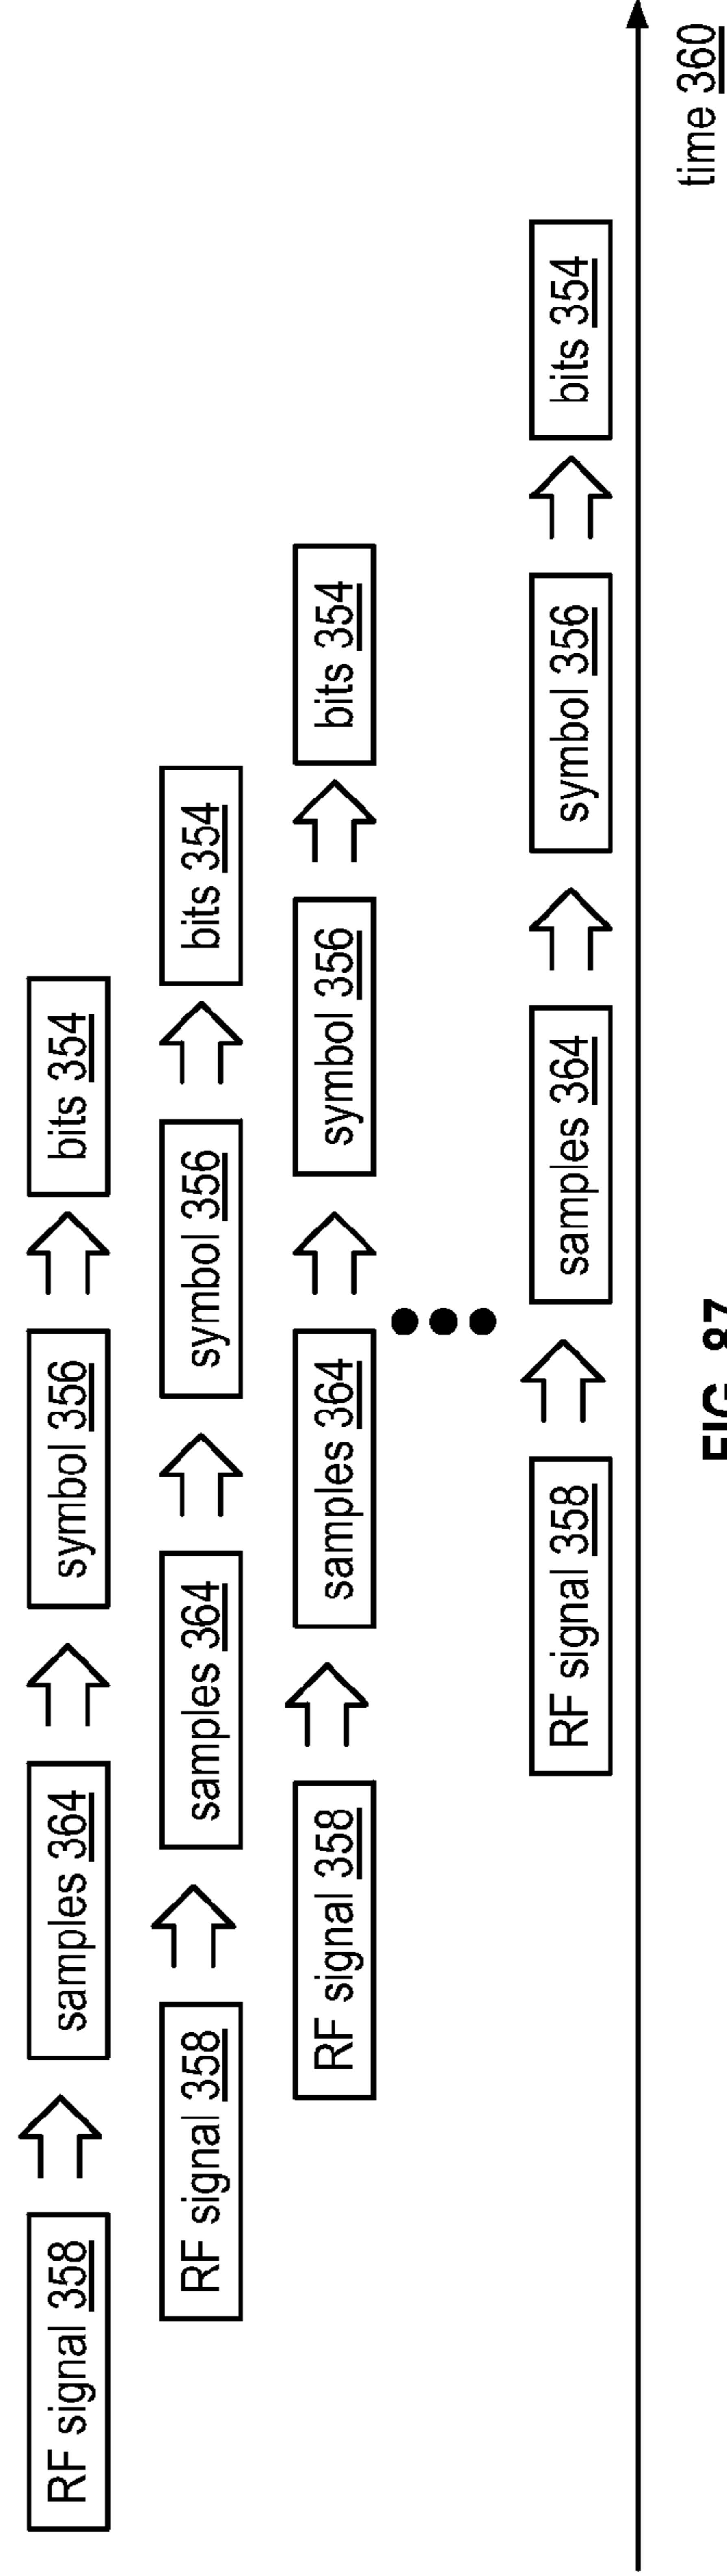 RF signal 358
samples 364
symbol 356
bits 354
RF signal 358
samples 364
symbol 356
bits 354
RF signal 358
samples 364
symbol 356
bits 354
RF signal 358
samples 364
symbol 356
bits 354
time 360
FIG. 87